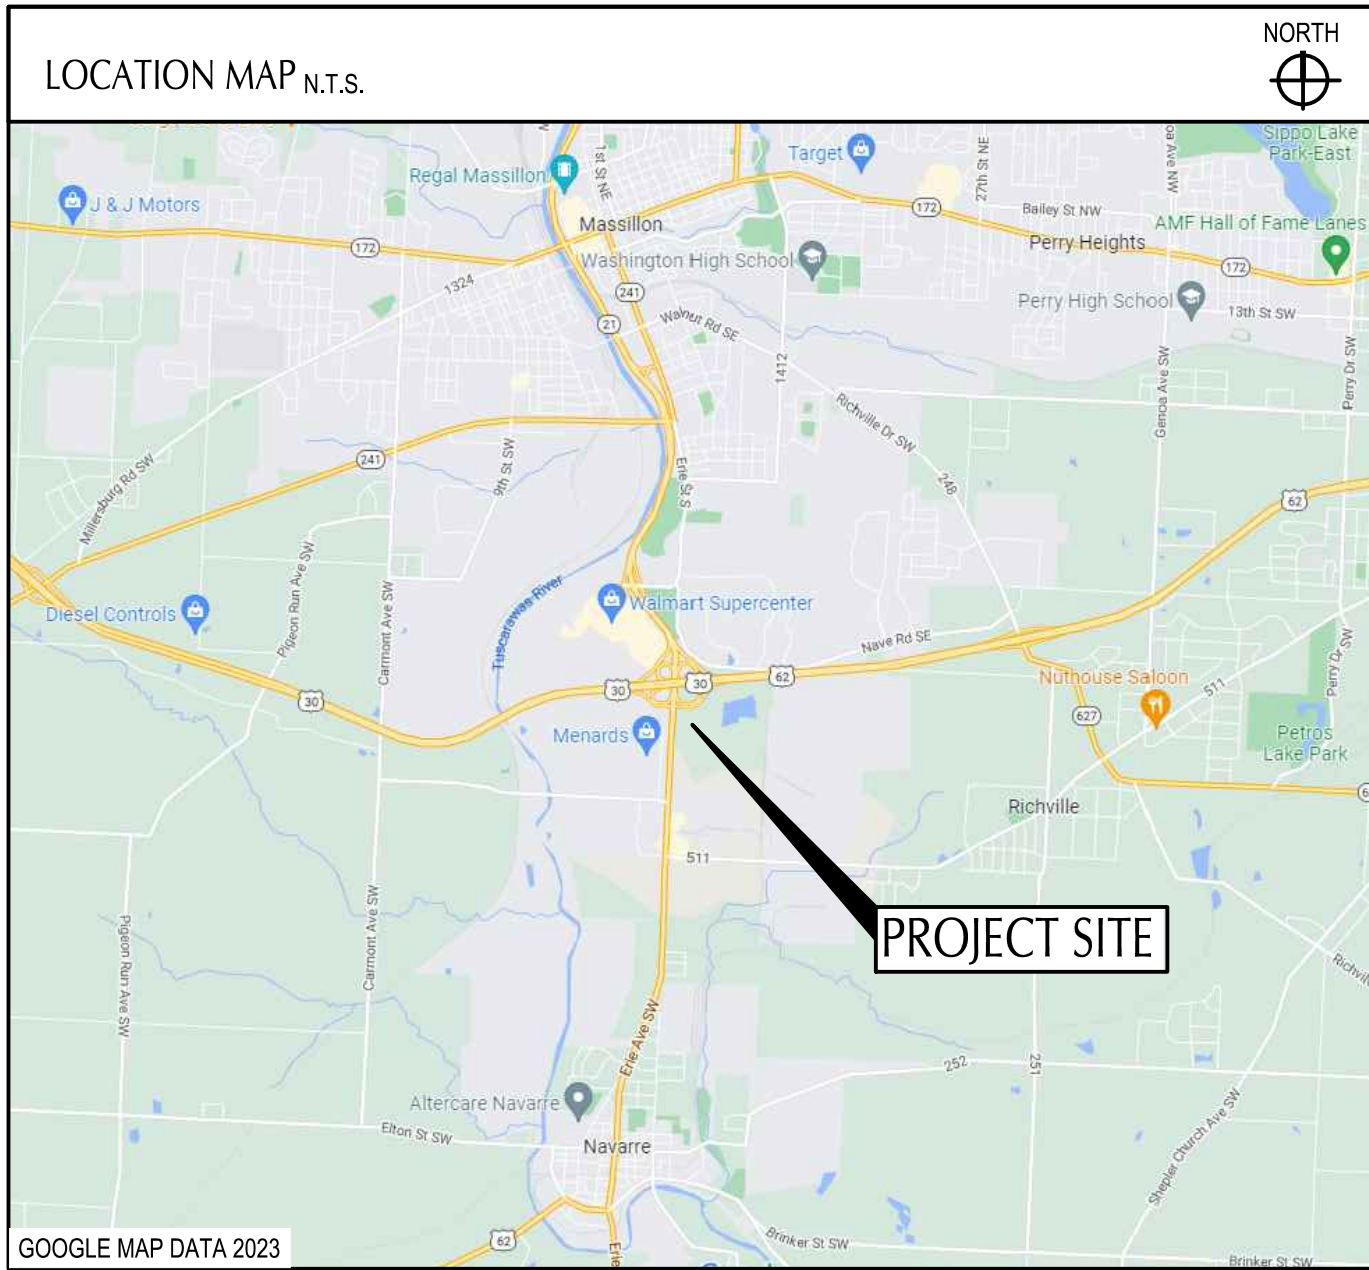 NORTH
LOCATION MAP N.T.S.
Sippo Lake
Park-East
Target
27th St NE
1st St NE
Regal Massillon
J & J Motors
172
Bailey St NW
AMF Hall of Fame Lanes
Massillon
Perry Heights
172
Washington High School
172
1324
241
Perry High School
13th St SW
21
Walnut Rd SE
1412
Genoa Ave SW
Perry Dr SW
Richville Dr SW
241
9th St SW
Erie St S
Millersburg Rd SW
248
62
Pigeon Run Ave SW
Carmont Ave SW
Tuscarawas River
Diesel Controls
Walmart Supercenter
Nave Rd SE
Perry Dr SW
30
30
30
62
Nuthouse Saloon
511
627
Menards
Petros
Lake Park
Richville
511
Pigeon Run Ave SW
Carmont Ave SW
PROJECT SITE
Erie Ave SW
252
251
Altercare Navarre
Elton St SW
Navarre
Shepler Church Ave SW
62
Brinker St SW
Brinker St SW
GOOGLE MAP DATA 2023